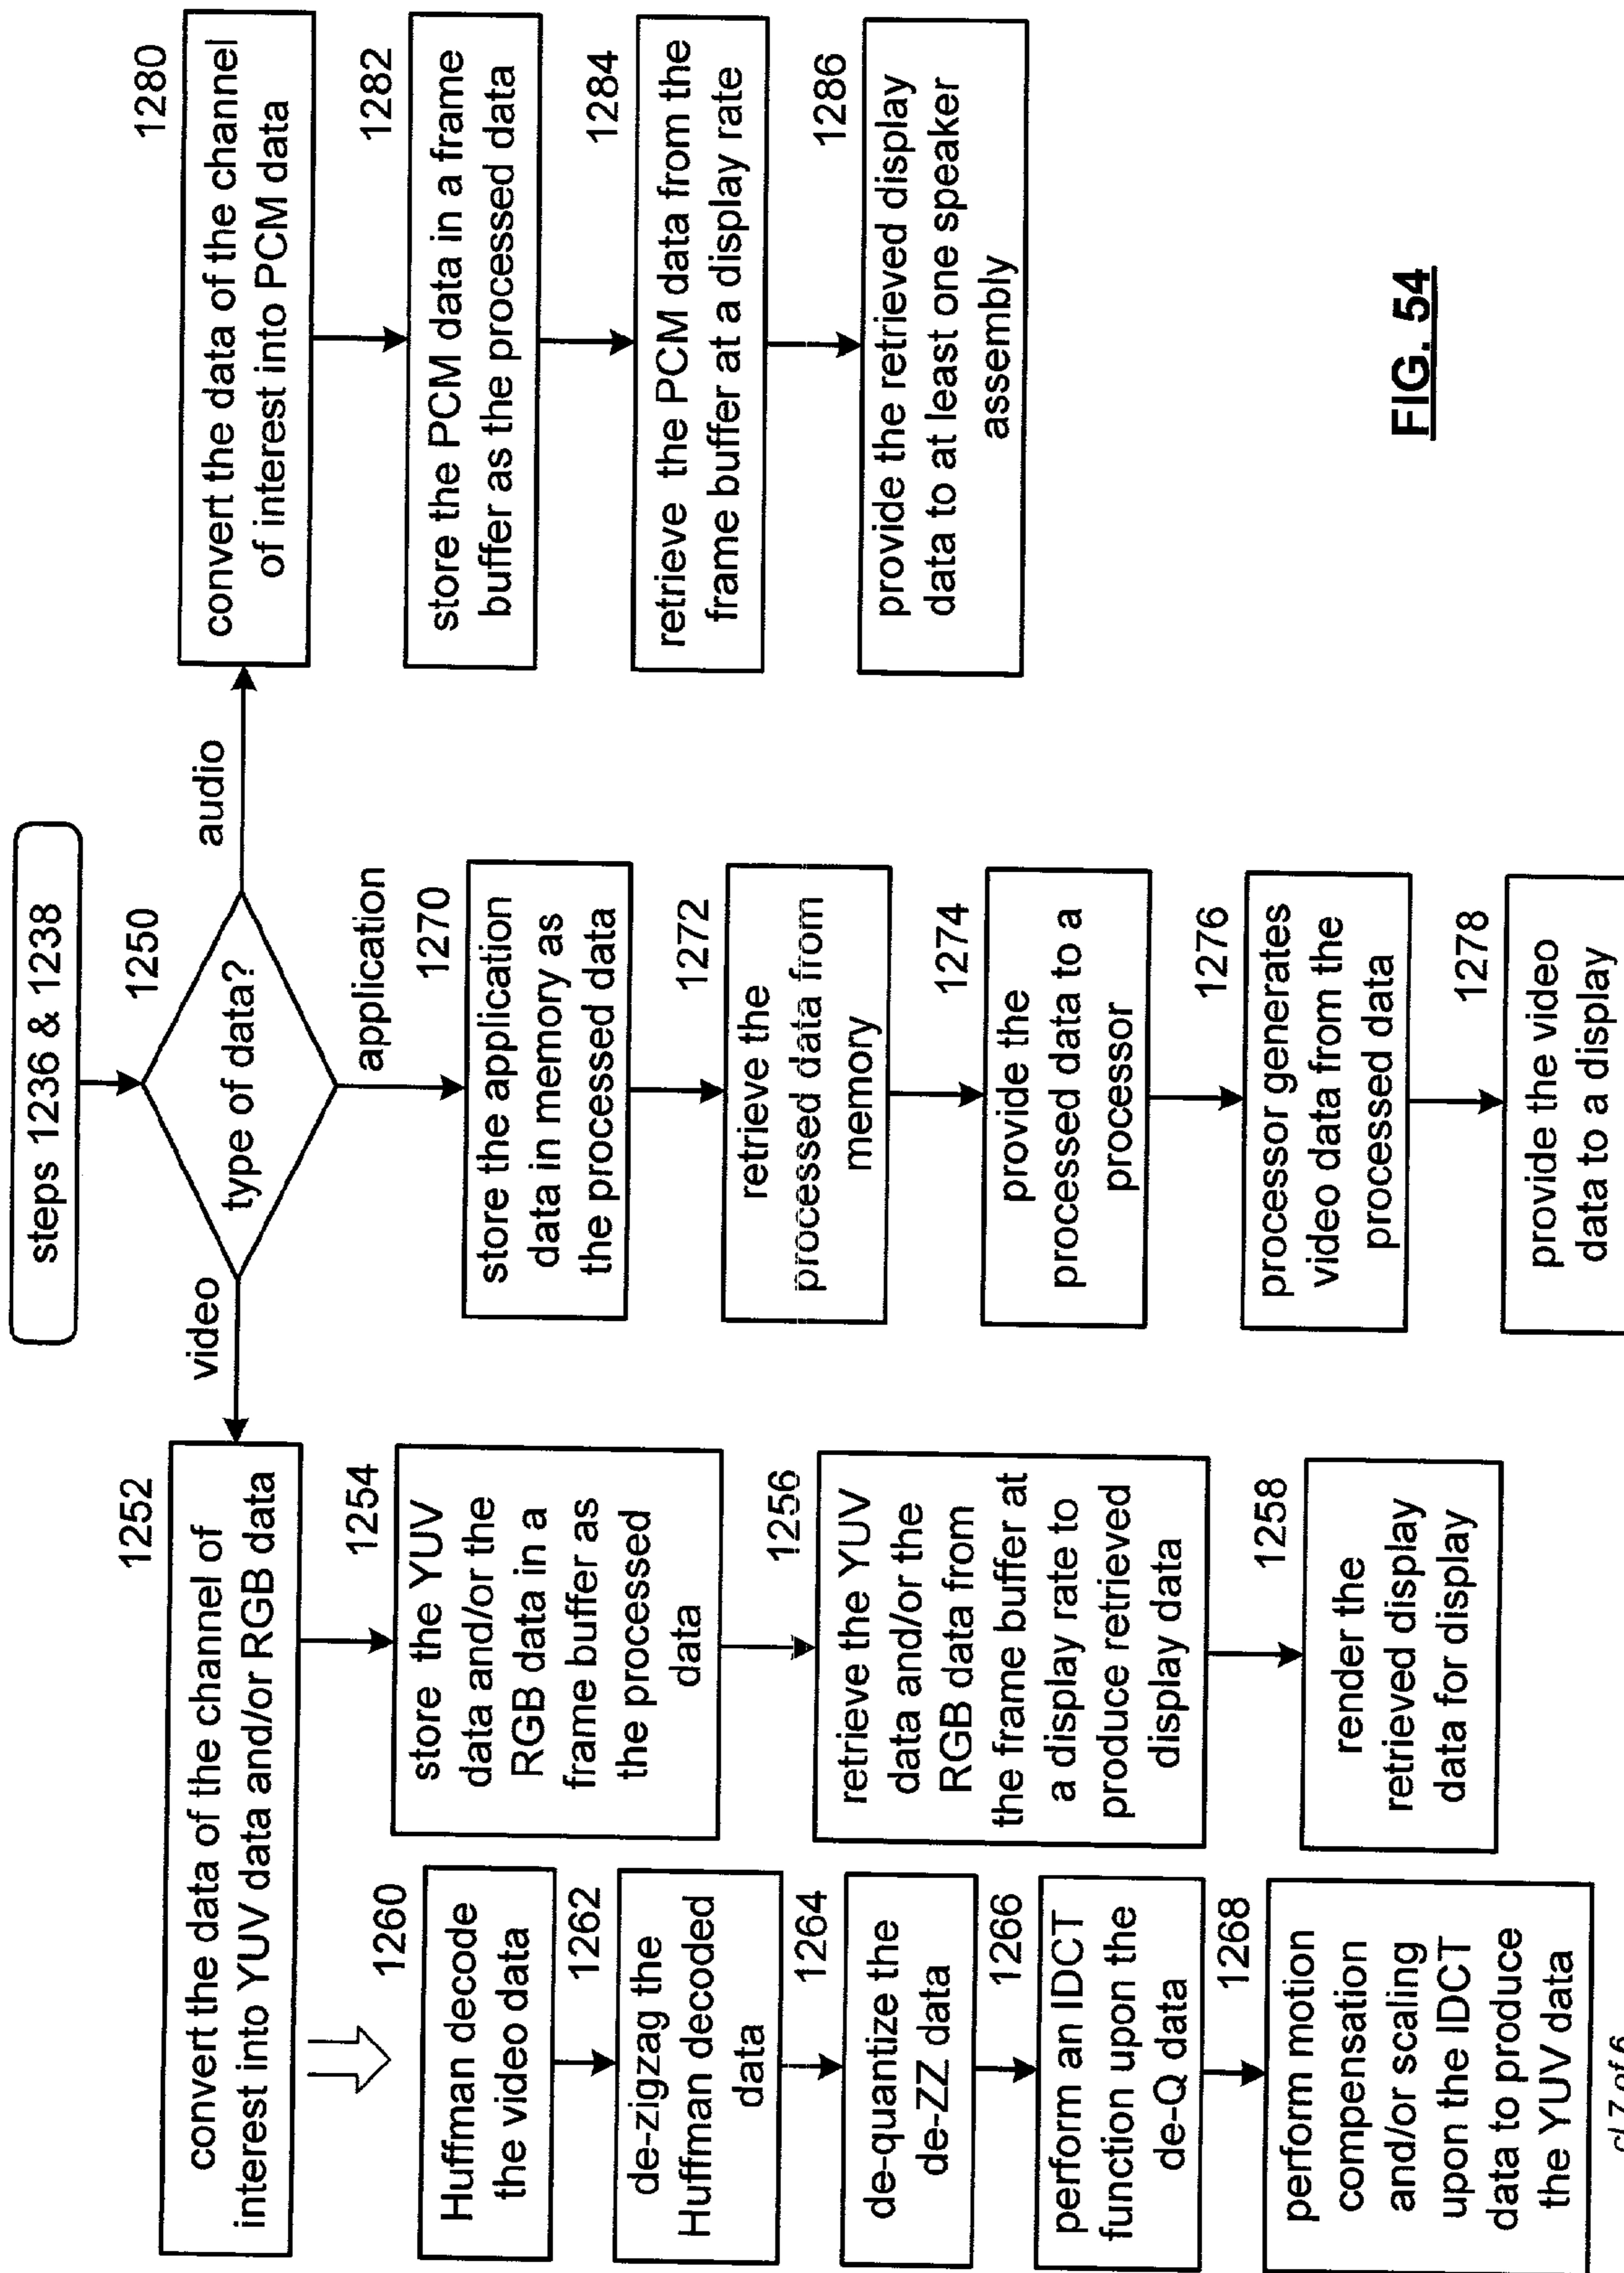 steps 1236 & 1238
1250
type of data?
video
application
audio
1252
convert the data of the channel of
interest into YUV data and/or RGB data
1254
store the YUV
data and/or the
RGB data in a
frame buffer as
the processed
data
1256
retrieve the YUV
data and/or the
RGB data from
the frame buffer at
a display rate to
produce retrieved
display data
1258
render the
retrieved display
data for display
1260
Huffman decode
the video data
1262
de-zigzag the
Huffman decoded
data
1264
de-quantize the
de-ZZ data
1266
perform an IDCT
function upon the
de-Q data
1268
perform motion
compensation
and/or scaling
upon the IDCT
data to produce
the YUV data
cl 7 of 6
1270
store the application
data in memory as
the processed data
1272
retrieve the
processed data from
memory
1274
provide the
processed data to a
processor
1276
processor generates
video data from the
processed data
1278
provide the video
data to a display
1280
convert the data of the channel
of interest into PCM data
1282
store the PCM data in a frame
buffer as the processed data
1284
retrieve the PCM data from the
frame buffer at a display rate
1286
provide the retrieved display
data to at least one speaker
assembly
FIG. 54